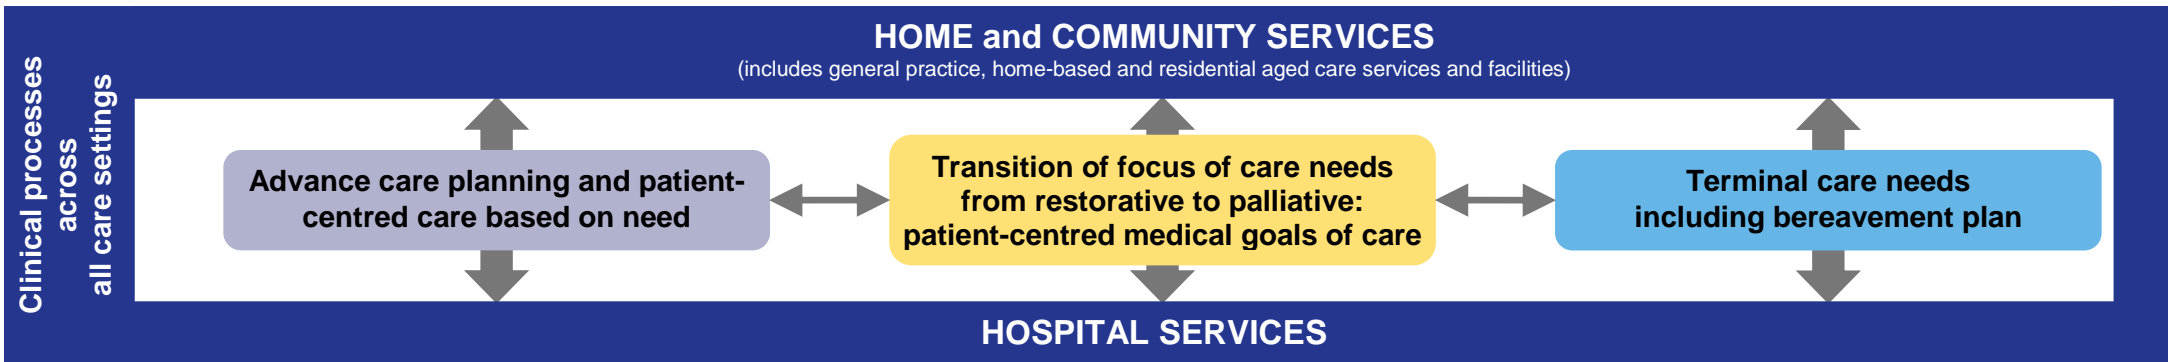 HOME and COMMUNITY SERVICES
(includes general practice, home-based and residential aged care services and facilities)
Clinical processes
across
all care settings
Advance care planning and patient-
centred care based on need
Transition of focus of care needs
from restorative to palliative:
patient-centred medical goals of care
Terminal care needs
including bereavement plan
HOSPITAL SERVICES